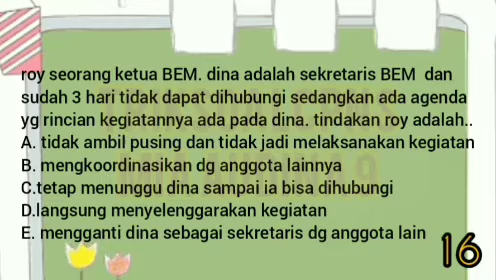 roy seorang ketua BEM. dina adalah sekretaris BEM dan
sudah 3 hari tidak dapat dihubungi sedangkan ada agenda
yg rincian kegiatannya ada pada dina. tindakan roy adalah..
A. tidak ambil pusing dan tidak jadi melaksanakan kegiatan
B. mengkoordinasikan dg anggota lainnya
C.tetap menunggu dina sampai ia bisa dihubungi
D.langsung menyelenggarakan kegiatan
E. mengganti dina sebagai sekretaris dg anggota lain
16